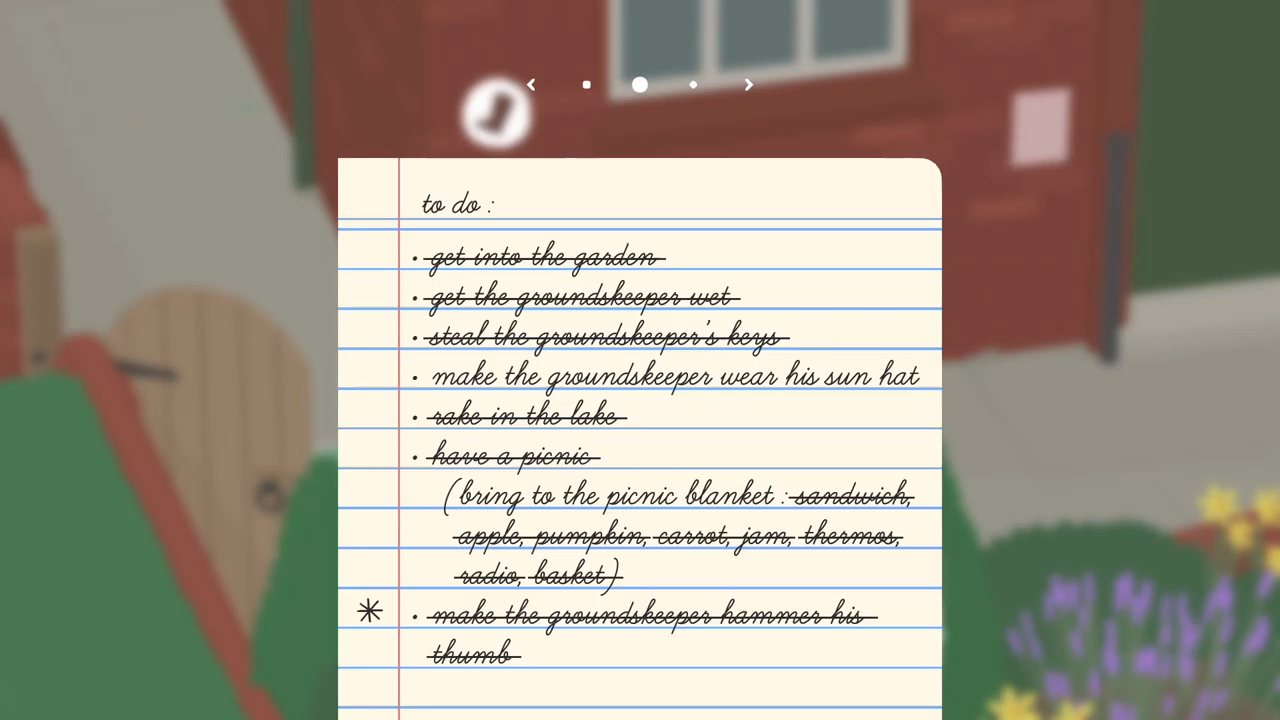 to do :
• get into the garden
• get the groundskeeper wet
• steal the groundskeeper's keys
• make the groundskeeper wear his sun hat
• rake in the lake
• have a picnic
(bring to the picnic blanket : sandwich,
apple, pumpkin, carrot, jam, thermos,
radio, basket)
• make the groundskeeper hammer his
thumb